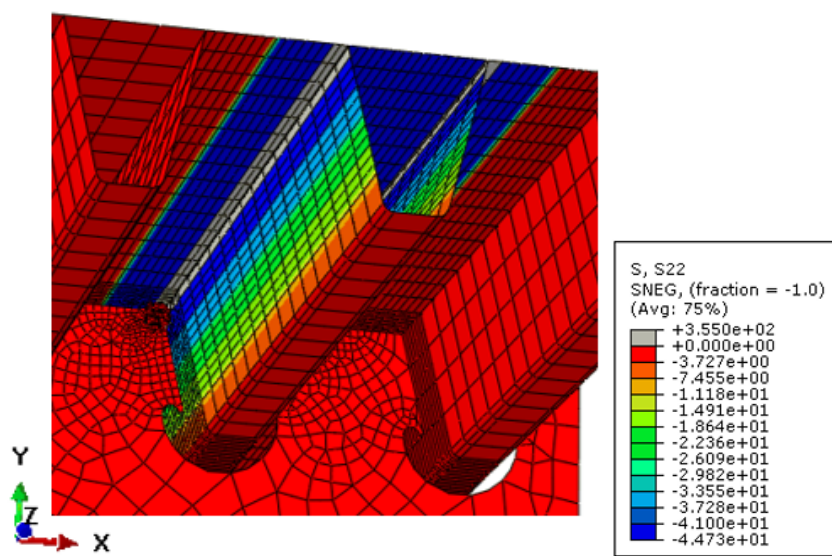 S, S22
SNEG, (fraction = -1.0)
(Avg: 75%)
+3.550e+02
+0.000e+00
-3.727e+00
-7.455e+00
-1.118e+01
-1.491e+01
-1.864e+01
-2.236e+01
-2.609e+01
-2.982e+01
-3.355e+01
-3.728e+01
-4.100e+01
-4.473e+01
Y
Z
X